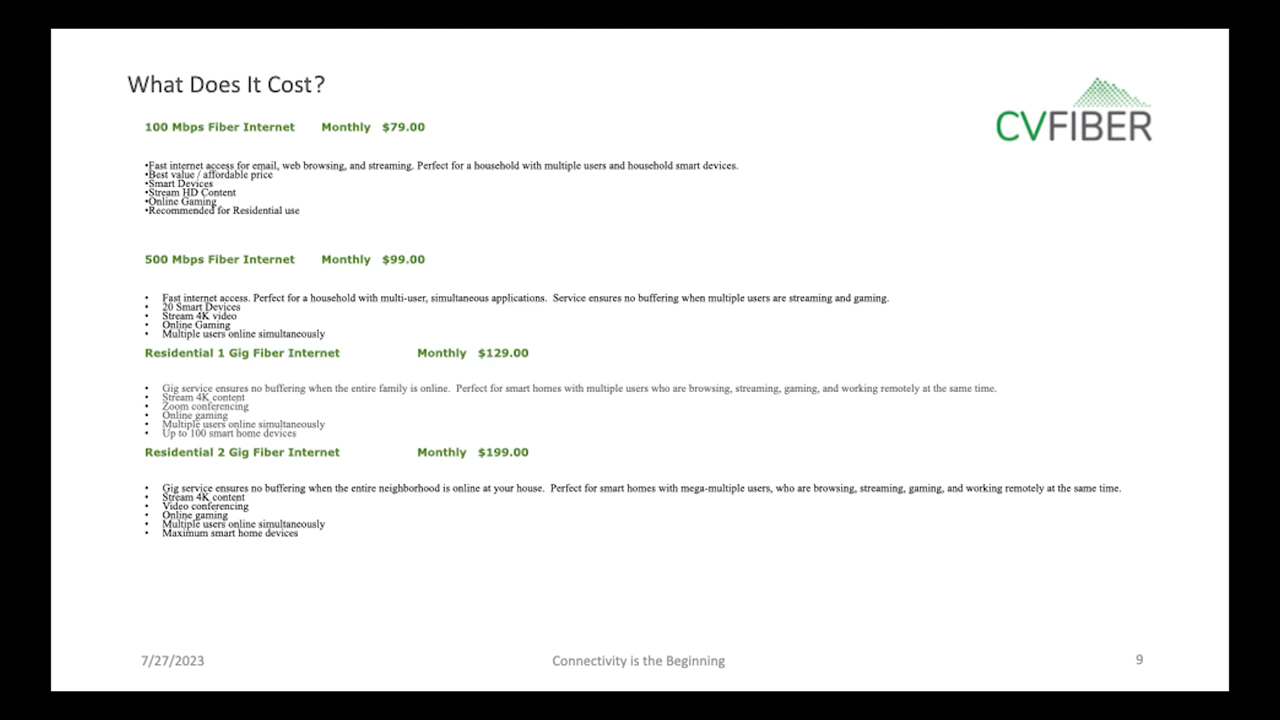 What Does It Cost?
CVFIBER
100 Mbps Fiber Internet Monthly $79.00
•Fast internet access for email, web browsing, and streaming. Perfect for a household with multiple users and household smart devices.
•Best value / affordable price
•Smart Devices
•Stream HD Content
•Online Gaming
•Recommended for Residential use
500 Mbps Fiber Internet Monthly $99.00
• Fast internet access. Perfect for a household with multi-user, simultaneous applications. Service ensures no buffering when multiple users are streaming and gaming.
• 20 Smart Devices
• Stream 4K video
• Online Gaming
• Multiple users online simultaneously
Residential 1 Gig Fiber Internet Monthly $129.00
• Gig service ensures no buffering when the entire family is online. Perfect for smart homes with multiple users who are browsing, streaming, gaming, and working remotely at the same time.
• Stream 4K content
• Zoom conferencing
• Online gaming
• Multiple users online simultaneously
• Up to 100 smart home devices
Residential 2 Gig Fiber Internet Monthly $199.00
• Gig service ensures no buffering when the entire neighborhood is online at your house. Perfect for smart homes with mega-multiple users, who are browsing, streaming, gaming, and working remotely at the same time.
• Stream 4K content
• Video conferencing
• Online gaming
• Multiple users online simultaneously
• Maximum smart home devices
7/27/2023
Connectivity is the Beginning
9